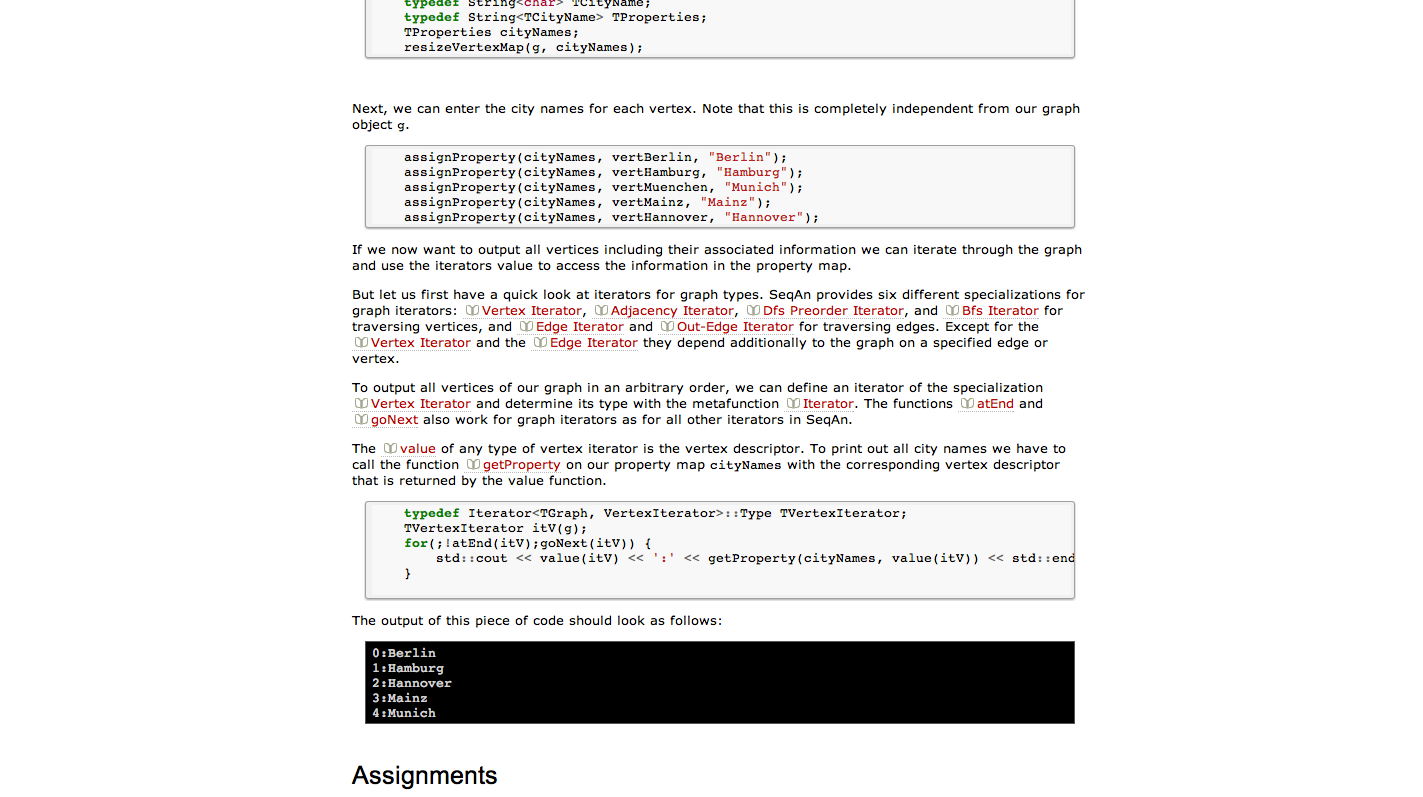 typedef String<char> TCityName;
typedef String<TCityName> TProperties;
TProperties cityNames;
resizeVertexMap(g, cityNames);
Next, we can enter the city names for each vertex. Note that this is completely independent from our graph
object g.
assignProperty(cityNames, vertBerlin, "Berlin");
assignProperty(cityNames, vertHamburg, "Hamburg");
assignProperty(cityNames, vertMuenchen, "Munich");
assignProperty(cityNames, vertMainz, "Mainz");
assignProperty(cityNames, vertHannover, "Hannover");
If we now want to output all vertices including their associated information we can iterate through the graph
and use the iterators value to access the information in the property map.
But let us first have a quick look at iterators for graph types. SeqAn provides six different specializations for
graph iterators: Vertex Iterator, Adjacency Iterator, Dfs Preorder Iterator, and Bfs Iterator for
traversing vertices, and Edge Iterator and Out-Edge Iterator for traversing edges. Except for the
Vertex Iterator and the Edge Iterator they depend additionally to the graph on a specified edge or
vertex.
To output all vertices of our graph in an arbitrary order, we can define an iterator of the specialization
Vertex Iterator and determine its type with the metafunction Iterator. The functions atEnd and
goNext also work for graph iterators as for all other iterators in SeqAn.
The value of any type of vertex iterator is the vertex descriptor. To print out all city names we have to
call the function getProperty on our property map cityNames with the corresponding vertex descriptor
that is returned by the value function.
typedef Iterator<TGraph, VertexIterator>::Type TVertexIterator;
TVertexIterator itV(g);
for(;!atEnd(itV);goNext(itV)) {
std::cout << value(itV) << ':' << getProperty(cityNames, value(itV)) << std::end
}
The output of this piece of code should look as follows:
0:Berlin
1:Hamburg
2:Hannover
3:Mainz
4:Munich
Assignments